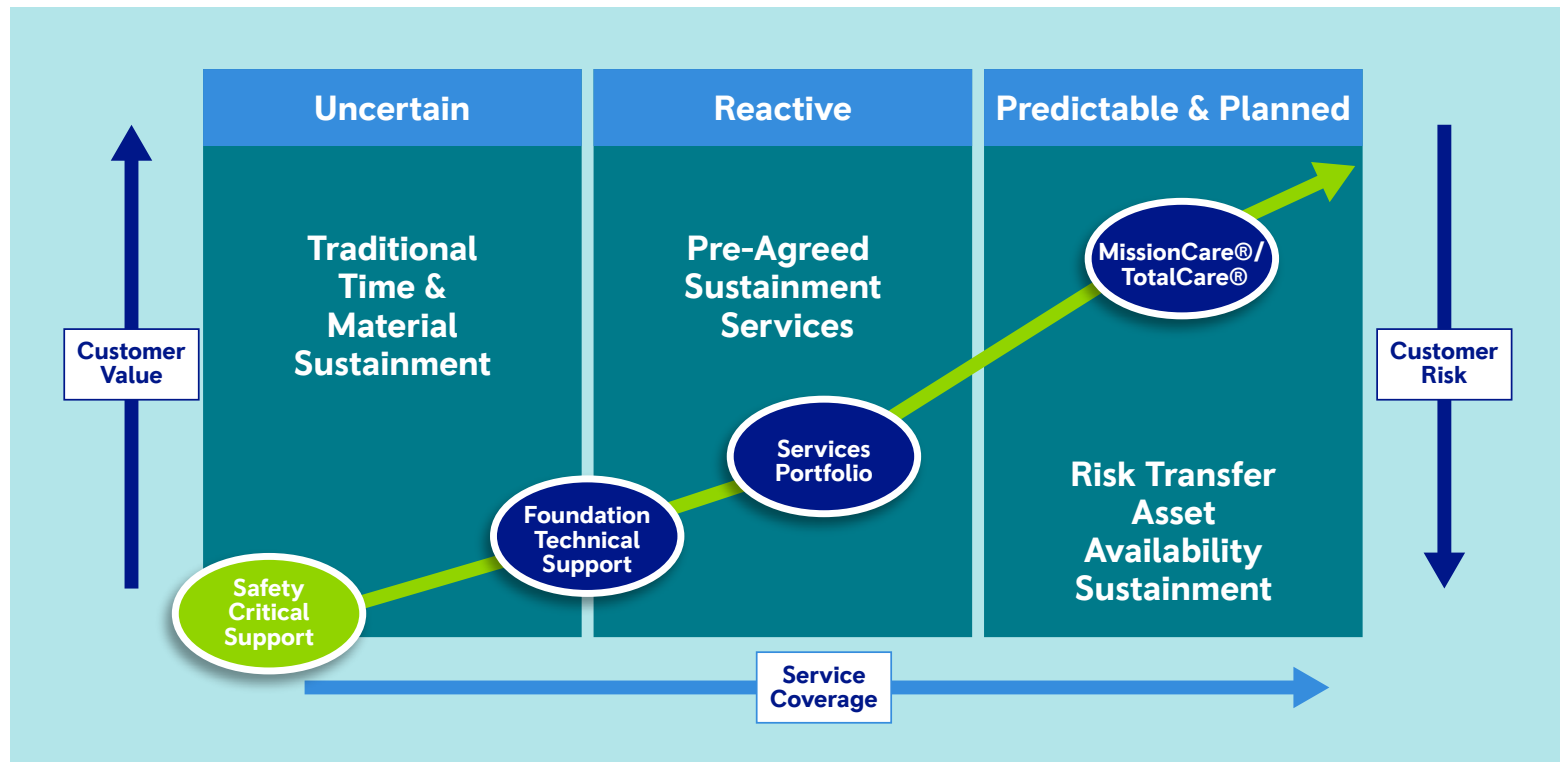 Uncertain
Reactive
Predictable & Planned
Traditional
Time &
Material
Sustainment
Pre-Agreed
Sustainment
Services
MissionCare®/
TotalCare®
Customer
Value
Customer
Risk
Services
Portfolio
Risk Transfer
Asset
Availability
Sustainment
Foundation
Technical
Support
Safety
Critical
Support
Service
Coverage